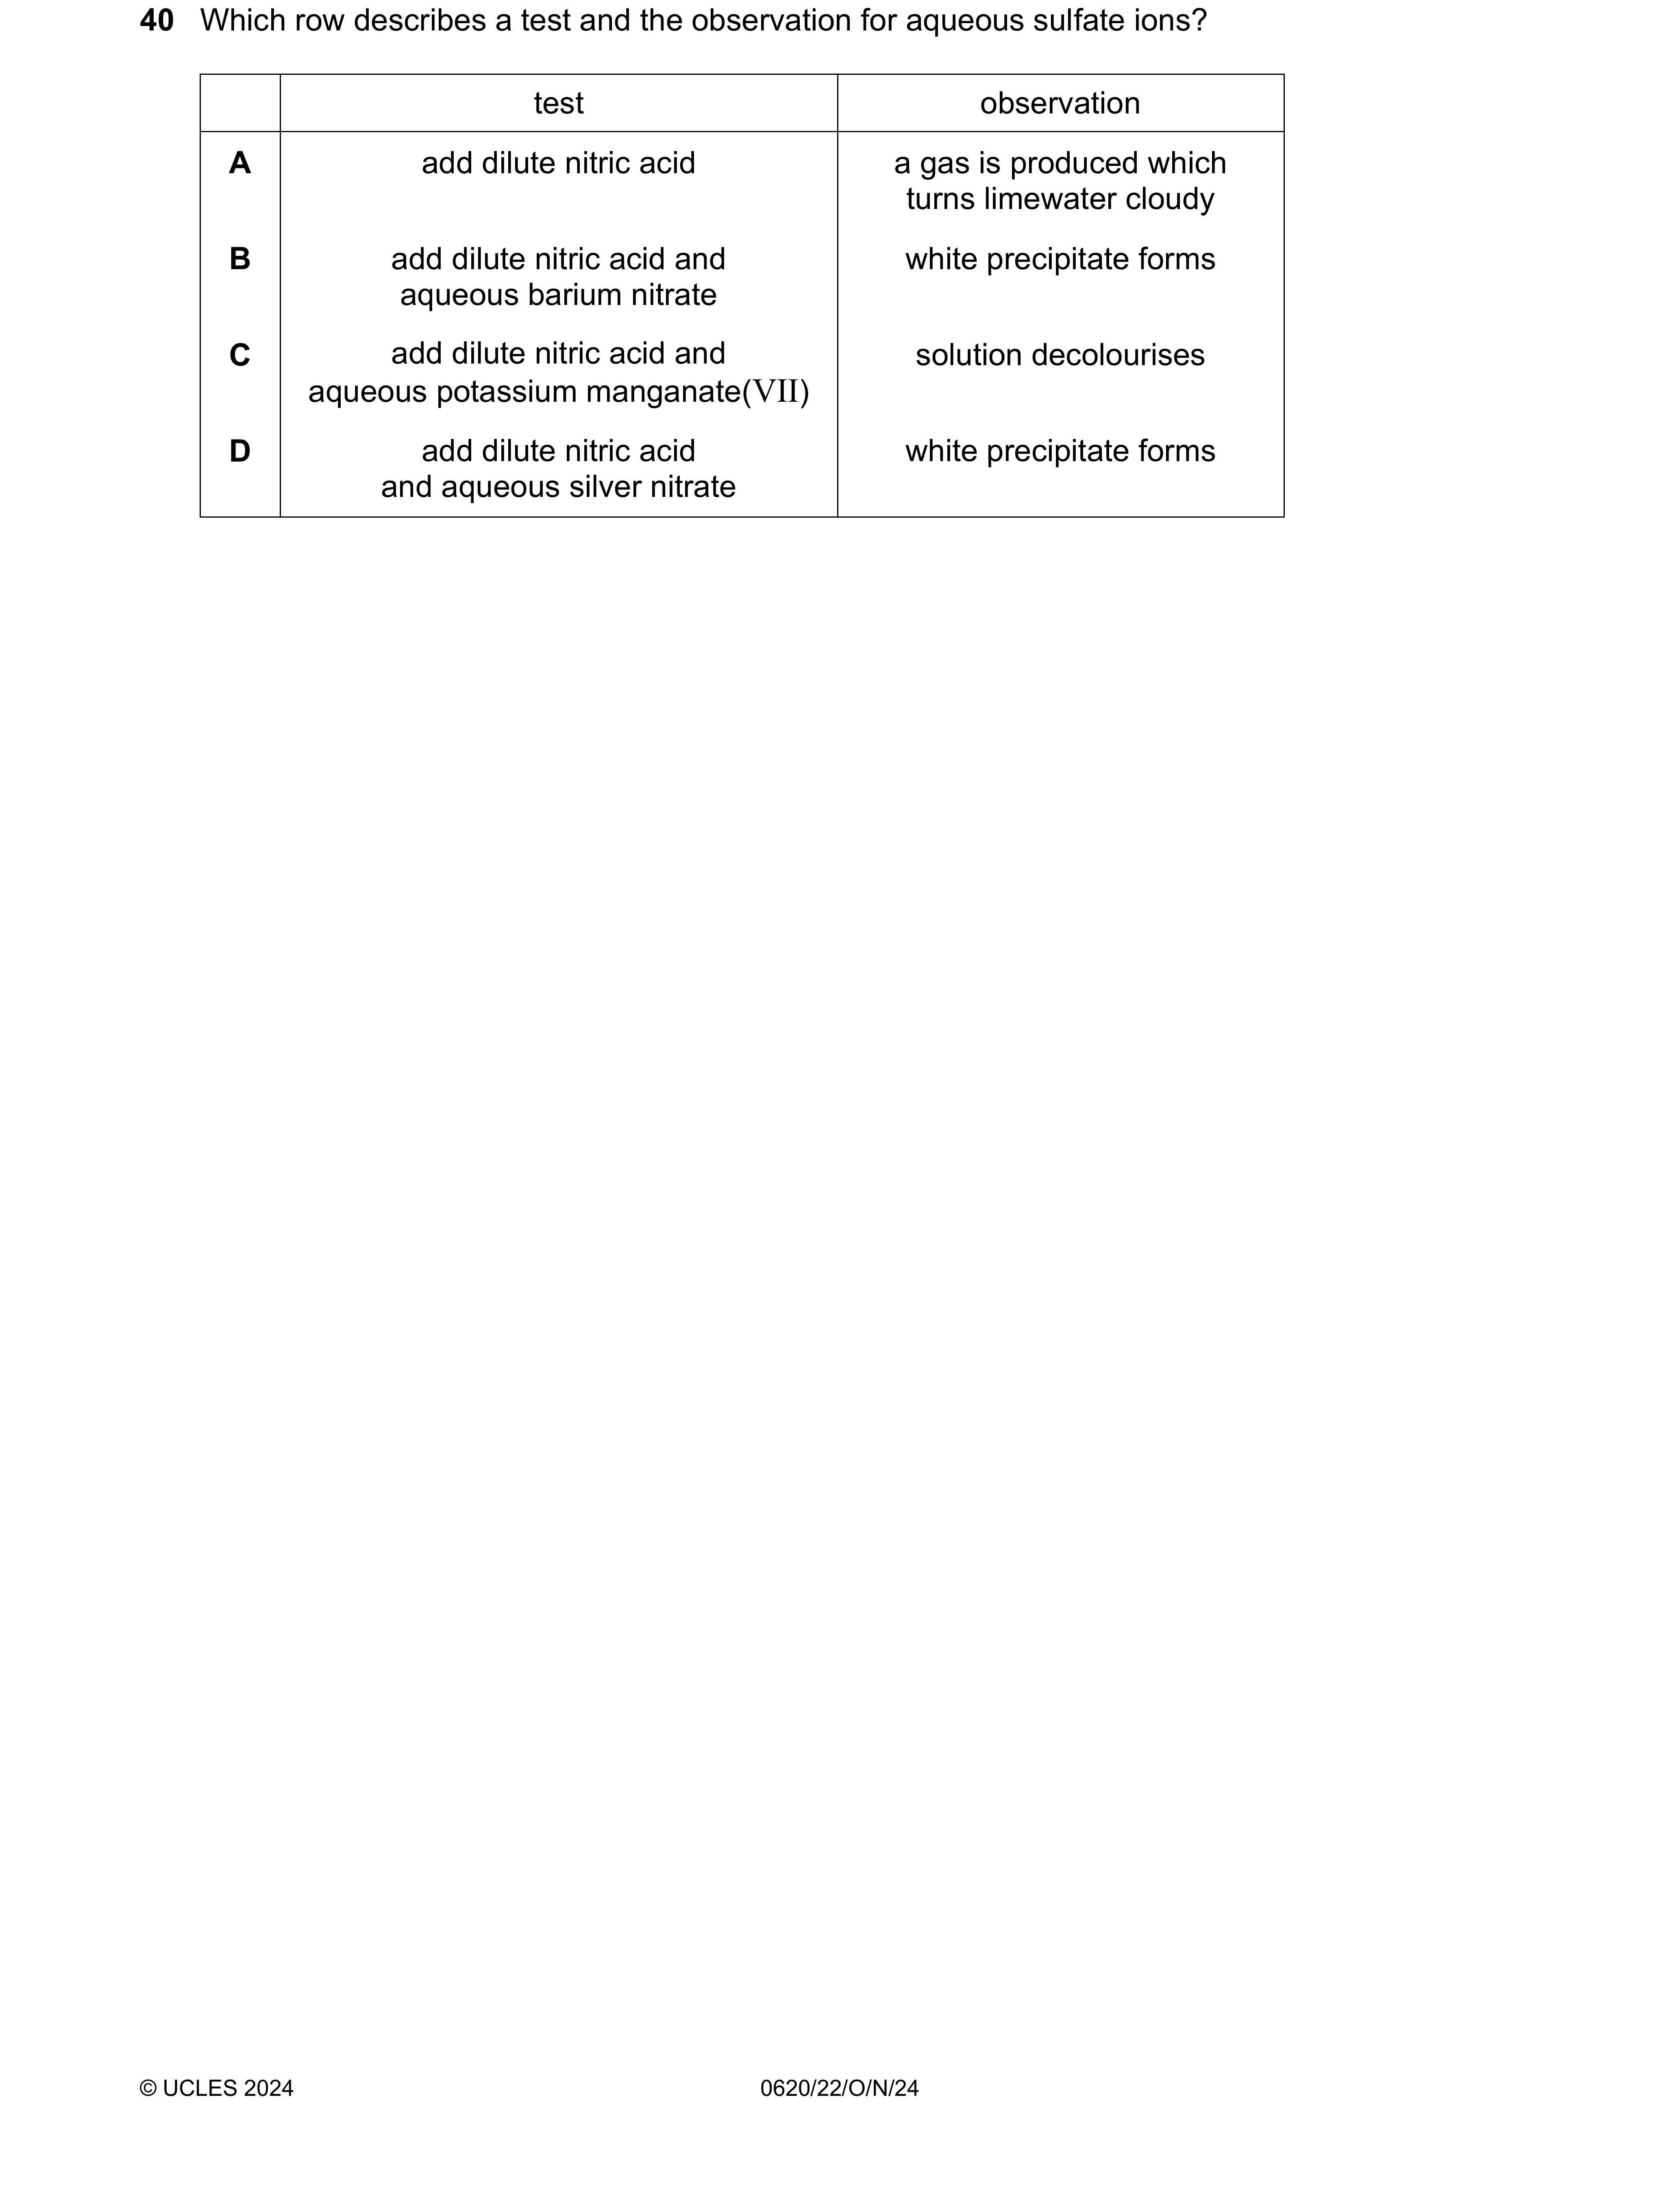 40 Which row describes a test and the observation for aqueous sulfate ions?
test observation
A add dilute nitric acid a gas is produced which
turns limewater cloudy
B add dilute nitric acid and white precipitate forms
aqueous barium nitrate
C add dilute nitric acid and solution decolourises
aqueous potassium manganate(VII)
D add dilute nitric acid white precipitate forms
and aqueous silver nitrate
© UCLES 2024 0620/22/O/N/24